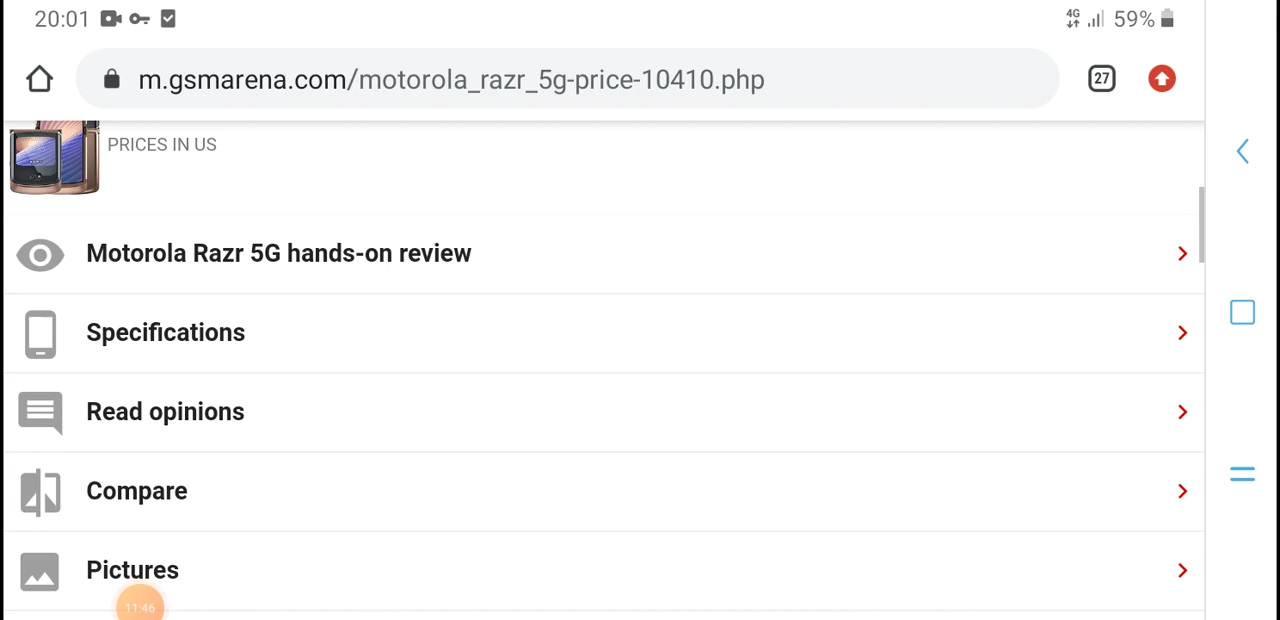 20:01
4G 59%
m.gsmarena.com/motorola_razr_5g-price-10410.php
27
PRICES IN US
Motorola Razr 5G hands-on review
Specifications
Read opinions
Compare
Pictures
11:46